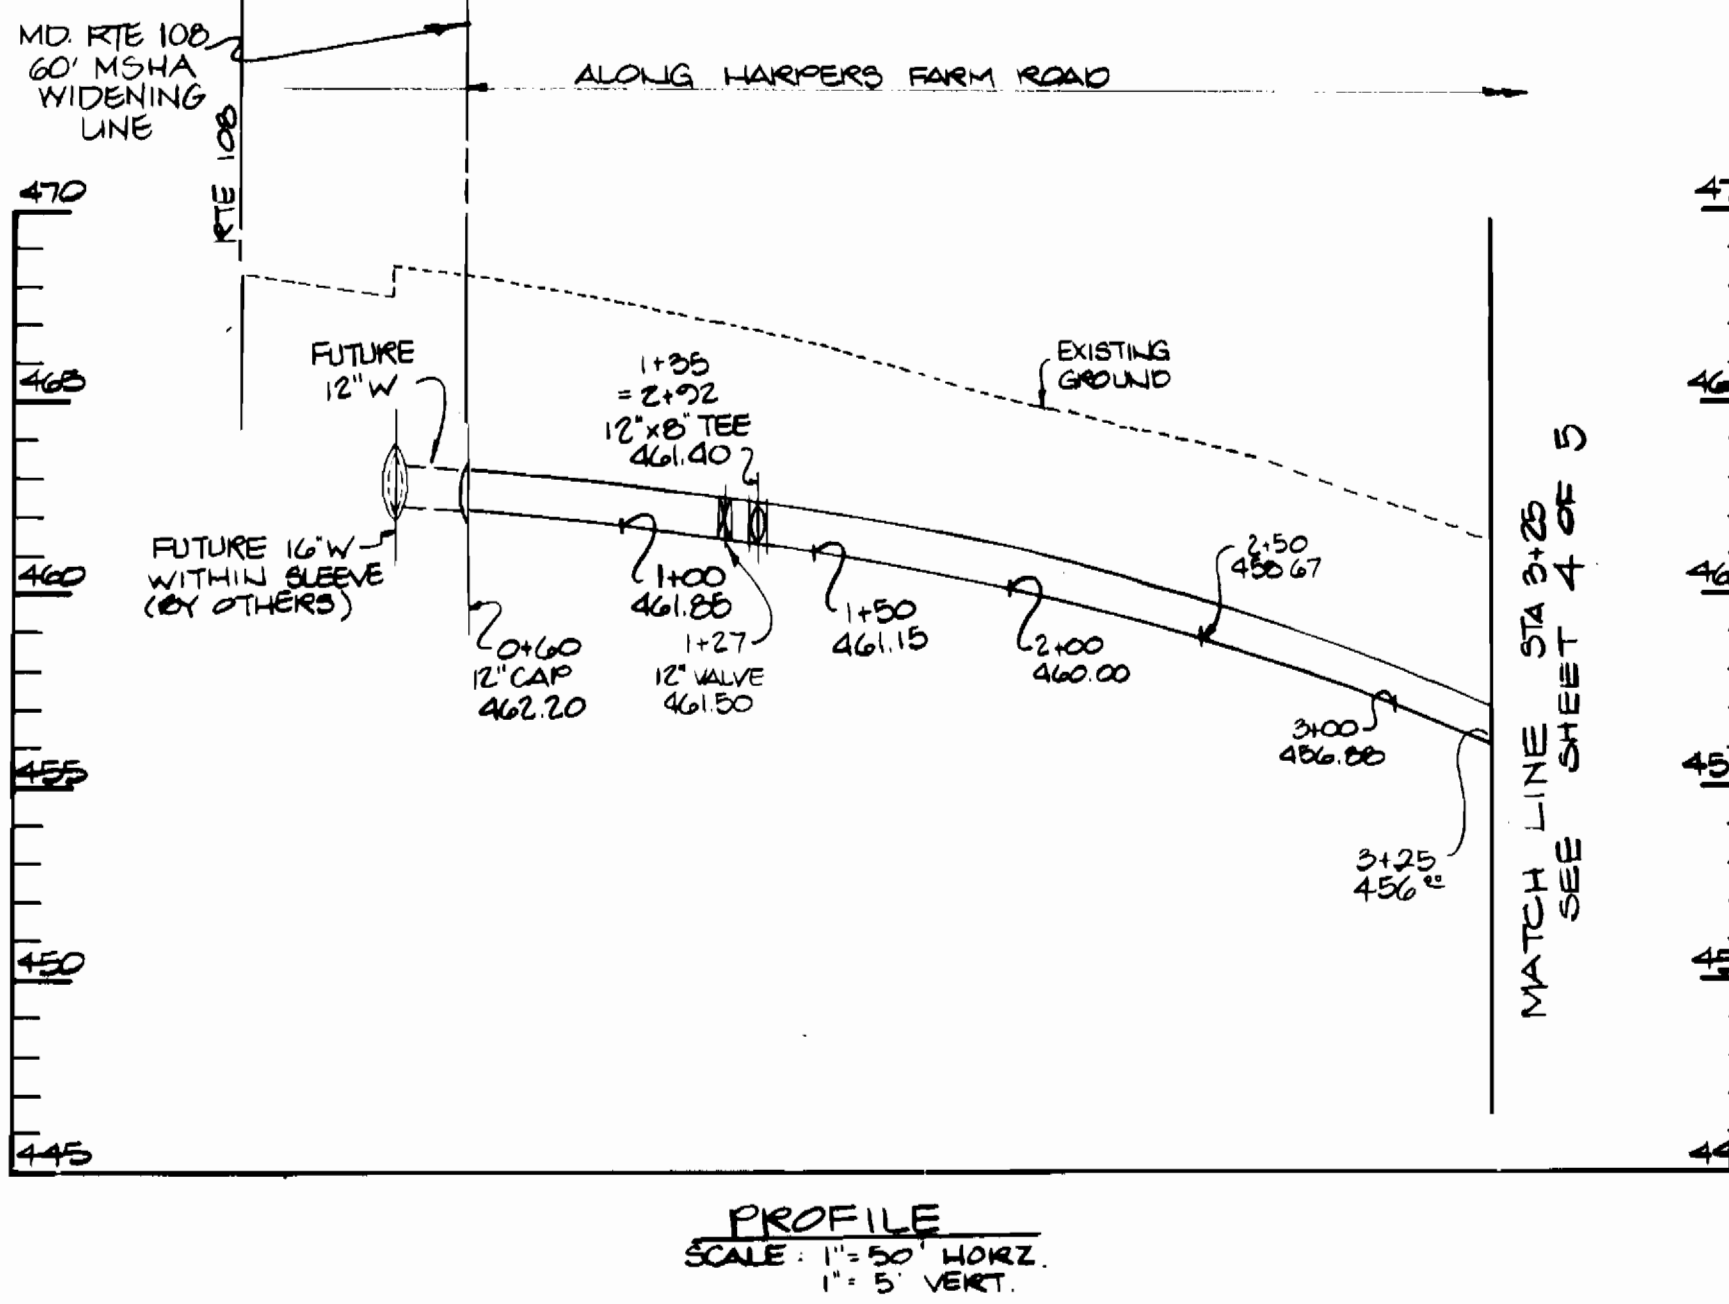 MD. RTE 108
60' MSHA
WIDENING
LINE
RTE 108
ALONG HARPERS FARM ROAD
470
465
460
455
450
445
FUTURE
12"W
1+35
= 2+92
12"x8" TEE
461.40
EXISTING
GROUND
FUTURE 16"W
WITHIN SLEEVE
(BY OTHERS)
0+60
12" CAP
462.20
1+00
461.85
1+27
12" VALVE
461.50
1+50
461.15
2+00
460.00
2+50
458.67
3+00
456.88
3+25
456
MATCH LINE STA 3+25
SEE SHEET 4 OF 5
PROFILE
SCALE: 1"=50' HORZ.
1"= 5' VERT.